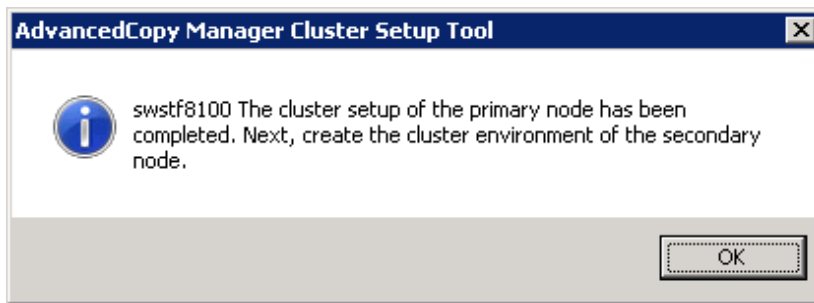 AdvancedCopy Manager Cluster Setup Tool
swstf8100 The cluster setup of the primary node has been
completed. Next, create the cluster environment of the secondary
node.
OK